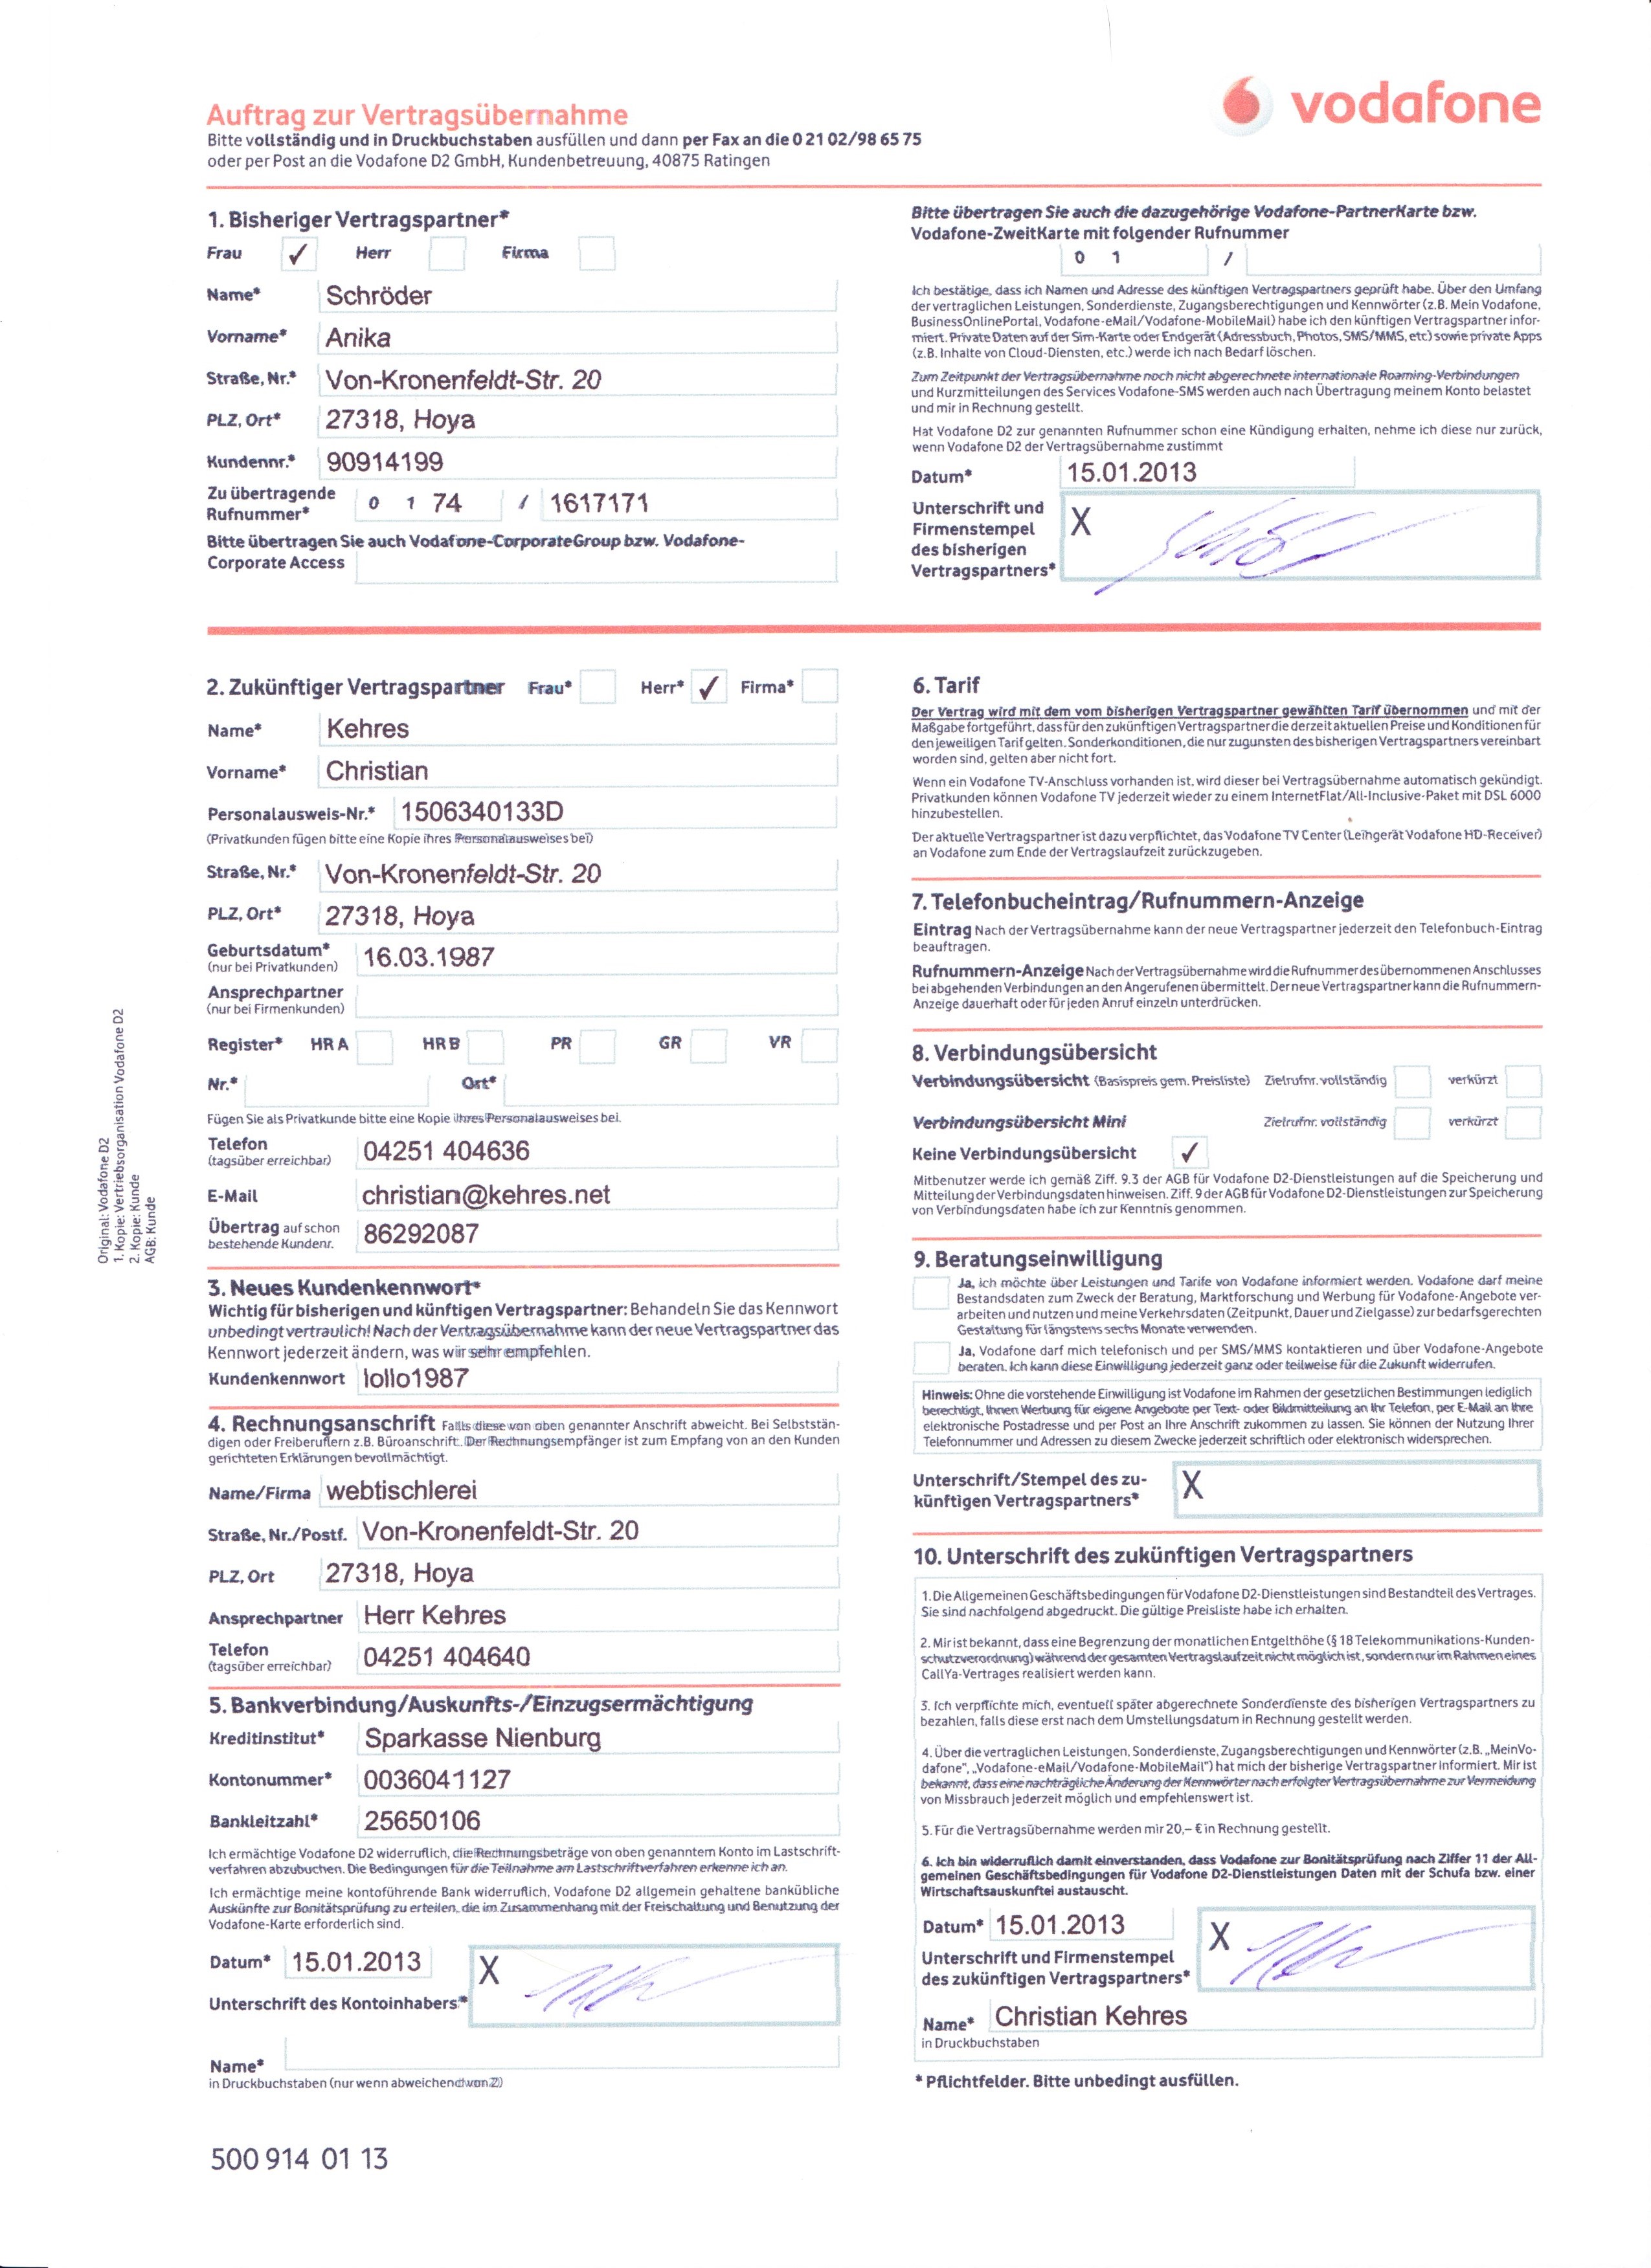 Auftrag zur Vertragsübernahme
Bitte vollständig und in Druckbuchstaben ausfüllen und dann per Fax an die 0 21 02/98 65 75
oder per Post an die Vodafone D2 GmbH, Kundenbetreuung, 40875 Ratingen
vodafone
1. Bisheriger Vertragspartner*
Frau ✓ Herr Firma
Name* Schröder
Vorname* Anika
Straße, Nr.* Von-Kronenfeldt-Str. 20
PLZ, Ort* 27318, Hoya
Kundennr.* 90914199
Zu übertragende
Rufnummer* 0 1 74 / 1617171
Bitte übertragen Sie auch Vodafone-CorporateGroup bzw. Vodafone-
Corporate Access
Bitte übertragen Sie auch die dazugehörige Vodafone-PartnerKarte bzw.
Vodafone-ZweitKarte mit folgender Rufnummer
0 1 /
Ich bestätige, dass ich Namen und Adresse des künftigen Vertragspartners geprüft habe. Über den Umfang
der vertraglichen Leistungen, Sonderdienste, Zugangsberechtigungen und Kennwörter (z.B. Mein Vodafone,
BusinessOnlinePortal, Vodafone-eMail/Vodafone-MobileMail) habe ich den künftigen Vertragspartner infor-
miert. Private Daten auf der Sim-Karte oder Endgerät (Adressbuch, Photos, SMS/MMS, etc) sowie private Apps
(z.B. Inhalte von Cloud-Diensten, etc.) werde ich nach Bedarf löschen.
Zum Zeitpunkt der Vertragsübernahme noch nicht abgerechnete internationale Roaming-Verbindungen
und Kurzmitteilungen des Services Vodafone-SMS werden auch nach Übertragung meinem Konto belastet
und mir in Rechnung gestellt.
Hat Vodafone D2 zur genannten Rufnummer schon eine Kündigung erhalten, nehme ich diese nur zurück,
wenn Vodafone D2 der Vertragsübernahme zustimmt
Datum* 15.01.2013
Unterschrift und
Firmenstempel
des bisherigen
Vertragspartners*
X
2. Zukünftiger Vertragspartner Frau* Herr* ✓ Firma*
Name* Kehres
Vorname* Christian
Personalausweis-Nr.* 1506340133D
(Privatkunden fügen bitte eine Kopie ihres Personalausweises bei)
Straße, Nr.* Von-Kronenfeldt-Str. 20
PLZ, Ort* 27318, Hoya
Geburtsdatum* 16.03.1987
(nur bei Privatkunden)
Ansprechpartner
(nur bei Firmenkunden)
Register* HR A HR B PR GR VR
Nr.* Ort*
Fügen Sie als Privatkunde bitte eine Kopie ihres Personalausweises bei.
Telefon 04251 404636
(tagsüber erreichbar)
E-Mail christian@kehres.net
Übertrag auf schon 86292087
bestehende Kundenr.
3. Neues Kundenkennwort*
Wichtig für bisherigen und künftigen Vertragspartner: Behandeln Sie das Kennwort
unbedingt vertraulich! Nach der Vertragsübernahme kann der neue Vertragspartner das
Kennwort jederzeit ändern, was wir sehr empfehlen.
Kundenkennwort lollo1987
4. Rechnungsanschrift Falls diese von oben genannter Anschrift abweicht. Bei Selbststän-
digen oder Freiberuflern z.B. Büroanschrift. Der Rechnungsempfänger ist zum Empfang von an den Kunden
gerichteten Erklärungen bevollmächtigt.
Name/Firma webtischlerei
Straße, Nr./Postf. Von-Kronenfeldt-Str. 20
PLZ, Ort 27318, Hoya
Ansprechpartner Herr Kehres
Telefon 04251 404640
(tagsüber erreichbar)
5. Bankverbindung/Auskunfts-/Einzugsermächtigung
Kreditinstitut* Sparkasse Nienburg
Kontonummer* 0036041127
Bankleitzahl* 25650106
Ich ermächtige Vodafone D2 widerruflich, die Rechnungsbeträge von oben genanntem Konto im Lastschrift-
verfahren abzubuchen. Die Bedingungen für die Teilnahme am Lastschriftverfahren erkenne ich an.
Ich ermächtige meine kontoführende Bank widerruflich, Vodafone D2 allgemein gehaltene bankübliche
Auskünfte zur Bonitätsprüfung zu erteilen, die im Zusammenhang mit der Freischaltung und Benutzung der
Vodafone-Karte erforderlich sind.
Datum* 15.01.2013
X
Unterschrift des Kontoinhabers*
Name*
in Druckbuchstaben (nur wenn abweichend von 2)
500 914 01 13
6. Tarif
Der Vertrag wird mit dem vom bisherigen Vertragspartner gewählten Tarif übernommen und mit der
Maßgabe fortgeführt, dass für den zukünftigen Vertragspartner die derzeit aktuellen Preise und Konditionen für
den jeweiligen Tarif gelten. Sonderkonditionen, die nur zugunsten des bisherigen Vertragspartners vereinbart
worden sind, gelten aber nicht fort.
Wenn ein Vodafone TV-Anschluss vorhanden ist, wird dieser bei Vertragsübernahme automatisch gekündigt.
Privatkunden können Vodafone TV jederzeit wieder zu einem InternetFlat/All-Inclusive-Paket mit DSL 6000
hinzubestellen.
Der aktuelle Vertragspartner ist dazu verpflichtet, das Vodafone TV Center (Leihgerät Vodafone HD-Receiver)
an Vodafone zum Ende der Vertragslaufzeit zurückzugeben.
7. Telefonbucheintrag/Rufnummern-Anzeige
Eintrag Nach der Vertragsübernahme kann der neue Vertragspartner jederzeit den Telefonbuch-Eintrag
beauftragen.
Rufnummern-Anzeige Nach der Vertragsübernahme wird die Rufnummer des übernommenen Anschlusses
bei abgehenden Verbindungen an den Angerufenen übermittelt. Der neue Vertragspartner kann die Rufnummern-
Anzeige dauerhaft oder für jeden Anruf einzeln unterdrücken.
8. Verbindungsübersicht
Verbindungsübersicht (Basispreis gem. Preisliste) Zielrufnr. vollständig verkürzt
Verbindungsübersicht Mini Zielrufnr. vollständig verkürzt
Keine Verbindungsübersicht ✓
Mitbenutzer werde ich gemäß Ziff. 9.3 der AGB für Vodafone D2-Dienstleistungen auf die Speicherung und
Mitteilung der Verbindungsdaten hinweisen. Ziff. 9 der AGB für Vodafone D2-Dienstleistungen zur Speicherung
von Verbindungsdaten habe ich zur Kenntnis genommen.
9. Beratungseinwilligung
Ja, ich möchte über Leistungen und Tarife von Vodafone informiert werden. Vodafone darf meine
Bestandsdaten zum Zweck der Beratung, Marktforschung und Werbung für Vodafone-Angebote ver-
arbeiten und nutzen und meine Verkehrsdaten (Zeitpunkt, Dauer und Zielgasse) zur bedarfsgerechten
Gestaltung für längstens sechs Monate verwenden.
Ja, Vodafone darf mich telefonisch und per SMS/MMS kontaktieren und über Vodafone-Angebote
beraten. Ich kann diese Einwilligung jederzeit ganz oder teilweise für die Zukunft widerrufen.
Hinweis: Ohne die vorstehende Einwilligung ist Vodafone im Rahmen der gesetzlichen Bestimmungen lediglich
berechtigt, Ihnen Werbung für eigene Angebote per Text- oder Bildmitteilung an Ihr Telefon, per E-Mail an Ihre
elektronische Postadresse und per Post an Ihre Anschrift zukommen zu lassen. Sie können der Nutzung Ihrer
Telefonnummer und Adressen zu diesem Zwecke jederzeit schriftlich oder elektronisch widersprechen.
Unterschrift/Stempel des zu-
künftigen Vertragspartners*
X
10. Unterschrift des zukünftigen Vertragspartners
1. Die Allgemeinen Geschäftsbedingungen für Vodafone D2-Dienstleistungen sind Bestandteil des Vertrages.
Sie sind nachfolgend abgedruckt. Die gültige Preisliste habe ich erhalten.
2. Mir ist bekannt, dass eine Begrenzung der monatlichen Entgelthöhe (§ 18 Telekommunikations-Kunden-
schutzverordnung) während der gesamten Vertragslaufzeit nicht möglich ist, sondern nur im Rahmen eines
CallYa-Vertrages realisiert werden kann.
3. Ich verpflichte mich, eventuell später abgerechnete Sonderdienste des bisherigen Vertragspartners zu
bezahlen, falls diese erst nach dem Umstellungsdatum in Rechnung gestellt werden.
4. Über die vertraglichen Leistungen, Sonderdienste, Zugangsberechtigungen und Kennwörter (z.B. „MeinVo-
dafone“, „Vodafone-eMail/Vodafone-MobileMail“) hat mich der bisherige Vertragspartner informiert. Mir ist
bekannt, dass eine nachträgliche Änderung der Kennwörter nach erfolgter Vertragsübernahme zur Vermeidung
von Missbrauch jederzeit möglich und empfehlenswert ist.
5. Für die Vertragsübernahme werden mir 20,– € in Rechnung gestellt.
6. Ich bin widerruflich damit einverstanden, dass Vodafone zur Bonitätsprüfung nach Ziffer 11 der All-
gemeinen Geschäftsbedingungen für Vodafone D2-Dienstleistungen Daten mit der Schufa bzw. einer
Wirtschaftsauskunftei austauscht.
Datum* 15.01.2013
X
Unterschrift und Firmenstempel
des zukünftigen Vertragspartners*
Name* Christian Kehres
in Druckbuchstaben
* Pflichtfelder. Bitte unbedingt ausfüllen.
Original: Vodafone D2
1. Kopie: Vertriebsorganisation Vodafone D2
2. Kopie: Kunde
AGB: Kunde